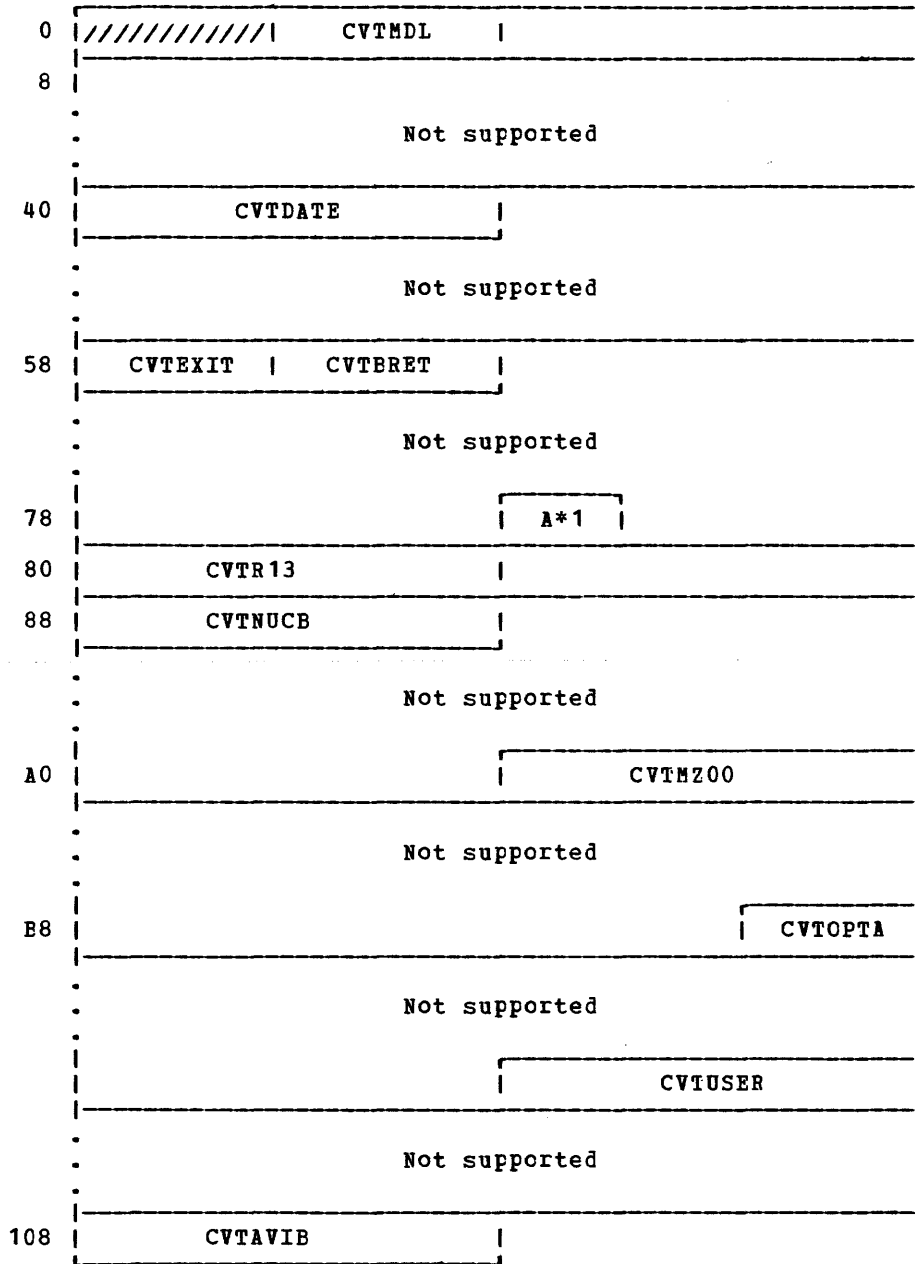 0 |////////////| CVTMDL |
8
Not supported
40 | CVTDATE |
Not supported
58 | CVTEXIT | CVTBRET |
Not supported
78 | | A*1 |
80 | CVTR13 |
88 | CVTNUCB |
Not supported
A0 | | CVTMZ00
Not supported
B8 | | CVTOPTA
Not supported
| | CVTUSER
Not supported
108 | CVTAVIB |